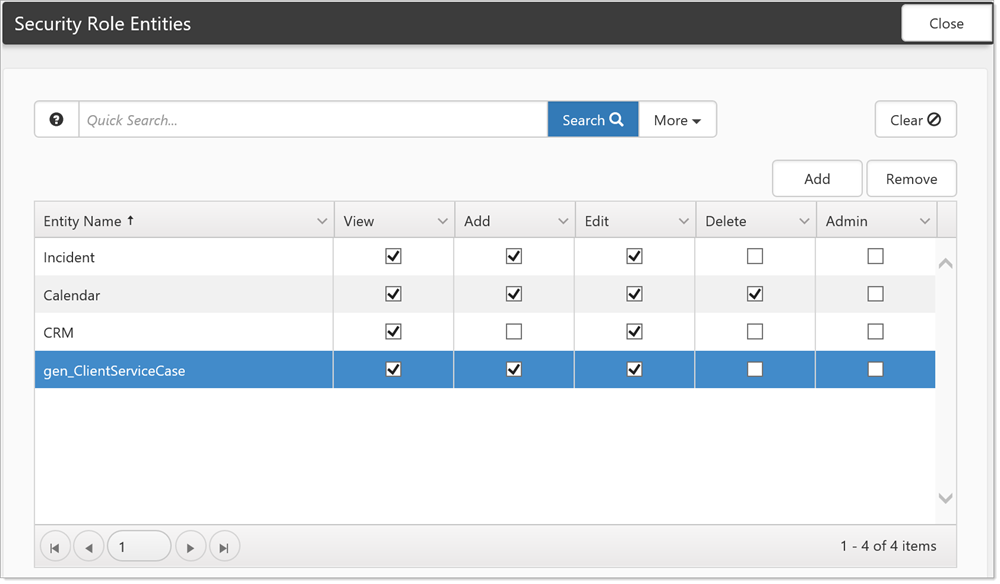 Security Role Entities
Close
Quick Search...
Search
More
Clear
Add
Remove
Entity Name ↑
View
Add
Edit
Delete
Admin
Incident
Calendar
CRM
gen_ClientServiceCase
1
1 - 4 of 4 items